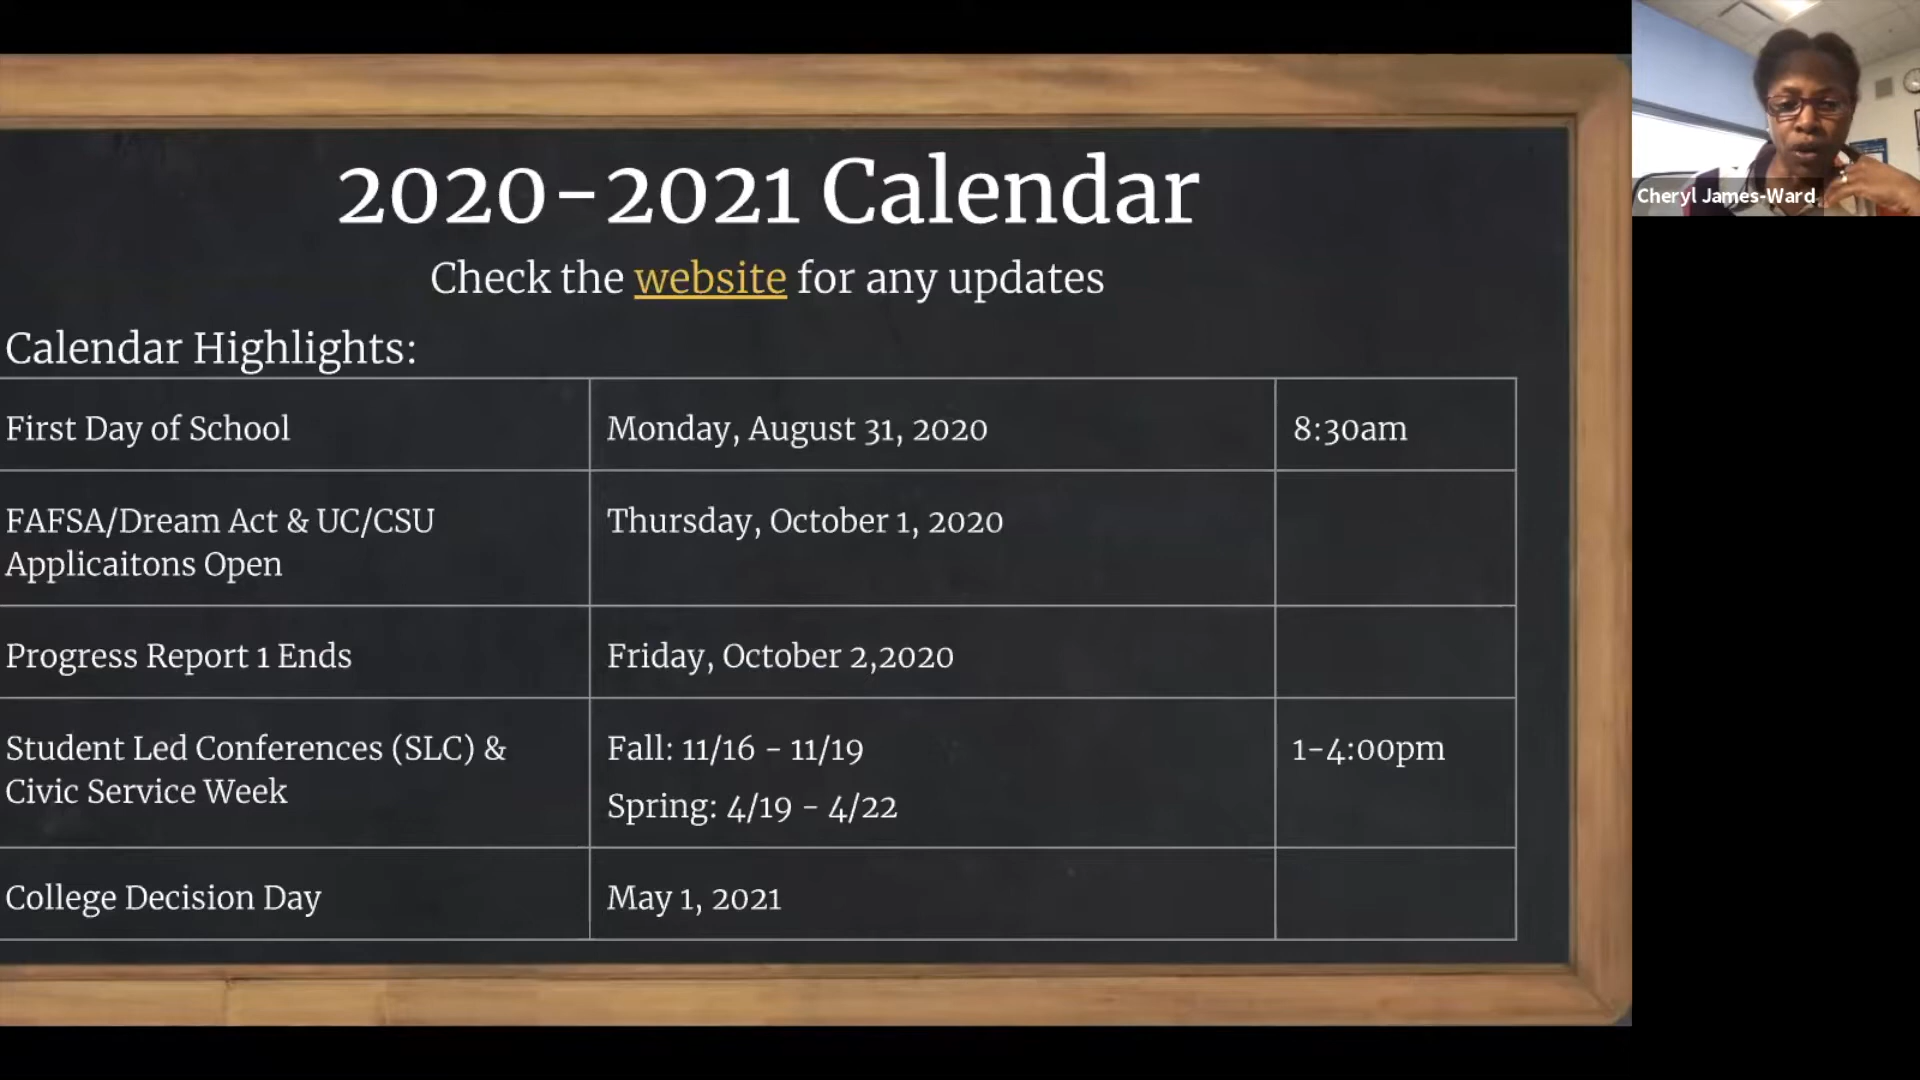 2020-2021 Calendar
Check the website for any updates
Calendar Highlights:
First Day of School
Monday, August 31, 2020
8:30am
FAFSA/Dream Act & UC/CSU
Applicaitons Open
Thursday, October 1, 2020
Progress Report 1 Ends
Friday, October 2,2020
Student Led Conferences (SLC) &
Civic Service Week
Fall: 11/16 - 11/19
Spring: 4/19 - 4/22
1-4:00pm
College Decision Day
May 1, 2021
Cheryl James-Ward